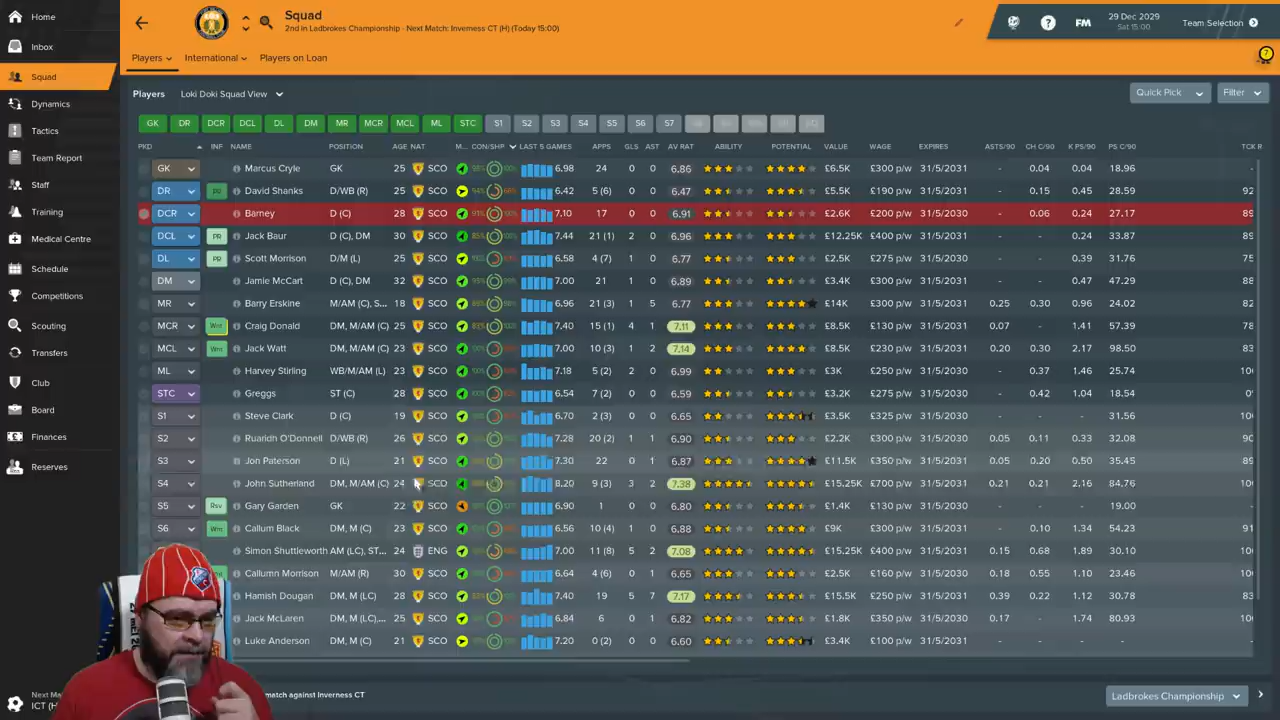 Home
Inbox
Squad
Dynamics
Tactics
Team Report
Staff
Training
Medical Centre
Schedule
Competitions
Scouting
Transfers
Club
Board
Finances
Reserves
Squad
2nd in Ladbrokes Championship • Next Match: Inverness CT (H) (Today 15:00)
FM
29 Dec 2029
Sat 15:00
Team Selection
Players
International
Players on Loan
7
Players
Loki Doki Squad View
Quick Pick
Filter
GK DR DCR DCL DL DM MR MCR MCL ML STC S1 S2 S3 S4 S5 S6 S7
PKD INF NAME POSITION AGE NAT M... CON/SHP LAST 5 GAMES APPS GLS AST AV RAT ABILITY POTENTIAL VALUE WAGE EXPIRES ASTS/90 CH C/90 K PS/90 PS C/90 TCK R
GK Marcus Cryle GK 25 SCO 6.98 24 0 0 6.86 £6.5K £300 p/w 31/5/2031 - 0.04 0.04 18.96
DR PR David Shanks D/WB (R) 25 SCO 6.42 5 (6) 0 0 6.47 £5.5K £190 p/w 31/5/2031 - 0.15 0.45 28.59 92
DCR Barney D (C) 28 SCO 7.10 17 0 0 6.91 £2.6K £200 p/w 31/5/2030 - 0.06 0.24 27.17 89
DCL PR Jack Baur D (C), DM 30 SCO 7.44 21 (1) 2 0 6.96 £12.25K £400 p/w 31/5/2031 - - 0.24 33.87 89
DL PR Scott Morrison D/M (L) 25 SCO 6.58 4 (7) 1 0 6.77 £2.5K £275 p/w 31/5/2031 - - 0.39 31.76 75
DM Jamie McCart D (C), DM 32 SCO 7.00 21 1 0 6.89 £2.5K £300 p/w 31/5/2030 - - 0.47 47.29 88
MR Barry Erskine M/AM (C), S... 18 SCO 6.96 21 (3) 1 5 6.77 £14K £300 p/w 31/5/2031 0.25 0.30 0.96 24.02 82
MCR Wnt Craig Donald DM, M/AM (C) 25 SCO 7.40 15 (1) 4 1 7.11 £8.5K £130 p/w 31/5/2031 0.07 - 1.41 57.39 78
MCL Wnt Jack Watt DM, M/AM (C) 23 SCO 7.00 10 (3) 1 2 7.14 £8.5K £230 p/w 31/5/2031 0.20 0.30 2.17 98.50 83
ML Harvey Stirling WB/M/AM (L) 23 SCO 7.18 5 (2) 0 2 6.99 £3K £250 p/w 31/5/2031 - 0.37 1.46 25.74
STC Greggs ST (C) 28 SCO 6.54 7 (2) 0 0 6.59 £3.2K £275 p/w 31/5/2031 - 0.42 1.04 18.54
S1 Steve Clark D (C) 19 SCO 6.70 2 (3) 0 0 6.65 £3.5K £325 p/w 31/5/2031 - - - 31.56
S2 Ruaridh O'Donnell D/WB (R) 26 SCO 7.28 20 (2) 1 1 6.90 £2.2K £300 p/w 31/5/2030 0.05 0.11 0.33 32.08 90
S3 Jon Paterson D (L) 21 SCO 7.30 22 0 1 6.87 £11.5K £350 p/w 31/5/2031 0.05 0.20 0.50 35.45 89
S4 John Sutherland DM, M/AM (C) 24 SCO 8.20 9 (3) 3 2 7.38 £15.25K £700 p/w 31/5/2031 0.21 0.21 2.16 84.76
S5 Rsv Gary Garden GK 22 SCO 6.90 1 0 0 6.80 £1.4K £130 p/w 31/5/2030 - - - 19.00
S6 Wnt Callum Black DM, M (C) 23 SCO 6.56 10 (4) 1 0 6.88 £9K £300 p/w 31/5/2031 - 0.10 1.34 54.23 91
Simon Shuttleworth AM (LC), ST... 24 ENG 7.00 11 (8) 5 2 7.08 £15.25K £400 p/w 31/5/2031 0.15 0.68 1.89 30.10
Callumn Morrison M/AM (R) 30 SCO 6.64 4 (6) 0 1 6.65 £2.5K £160 p/w 31/5/2030 0.18 0.55 1.10 23.46
Hamish Dougan DM, M (LC) 28 SCO 7.40 19 5 7 7.17 £15.5K £300 p/w 31/5/2031 0.39 0.22 1.12 30.78 83
Jack McLaren DM, M (LC),... SCO 6.84 6 0 1 6.82 £1.8K £350 p/w 31/5/2031 0.17 - 1.74 80.93
Luke Anderson DM, M (C) 21 SCO 7.20 0 (2) 0 0 6.60 £3.4K £100 p/w 31/5/2031 - - - -
Next M
ICT (H)
match against Inverness CT
Ladbrokes Championship